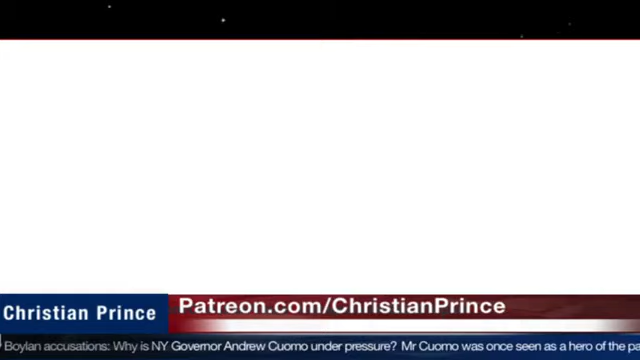 Christian Prince
Patreon.com/ChristianPrince
Boylan accusations: Why is NY Governor Andrew Cuomo under pressure? Mr Cuomo was once seen as a hero of the pa